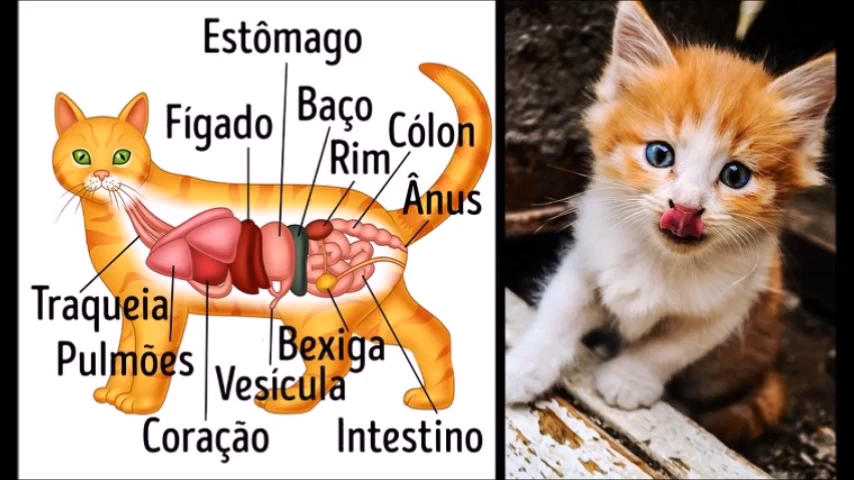 Estômago
Fígado
Baço
Cólon
Rim
Ânus
Traqueia
Pulmões
Bexiga
Vesícula
Coração
Intestino